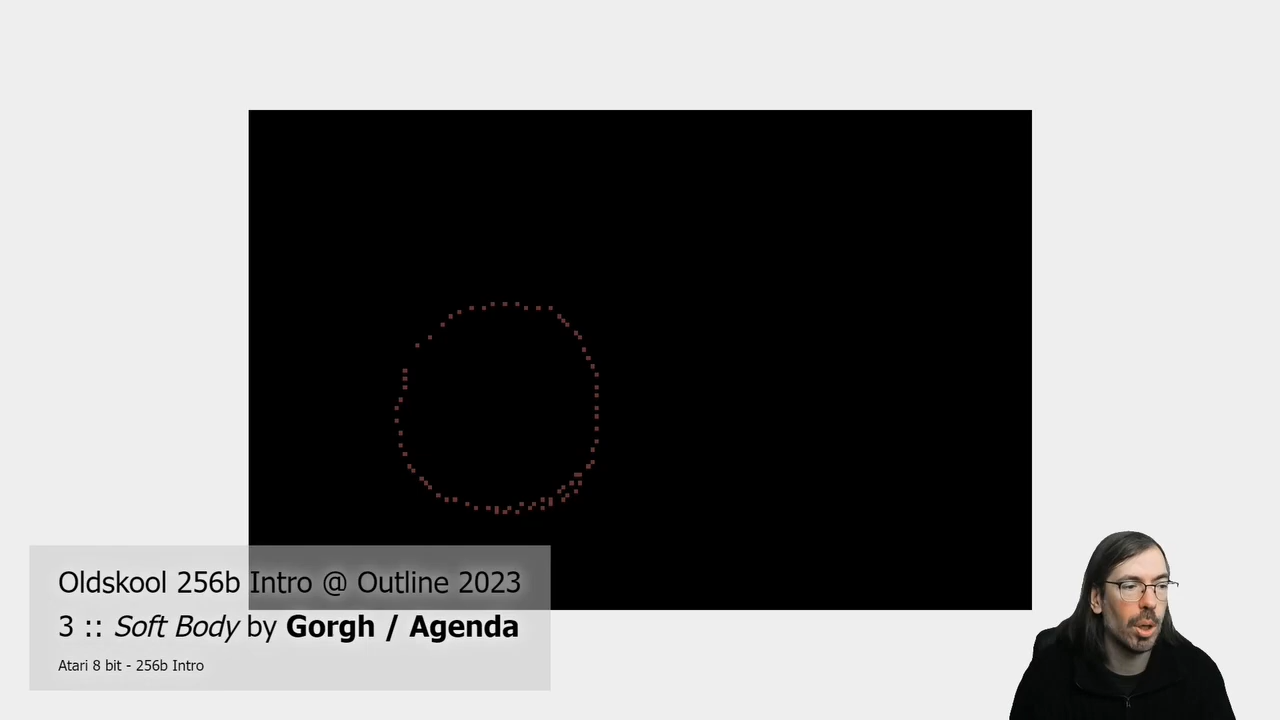 Oldskool 256b Intro @ Outline 2023
3 :: Soft Body by Gorgh / Agenda
Atari 8 bit - 256b Intro